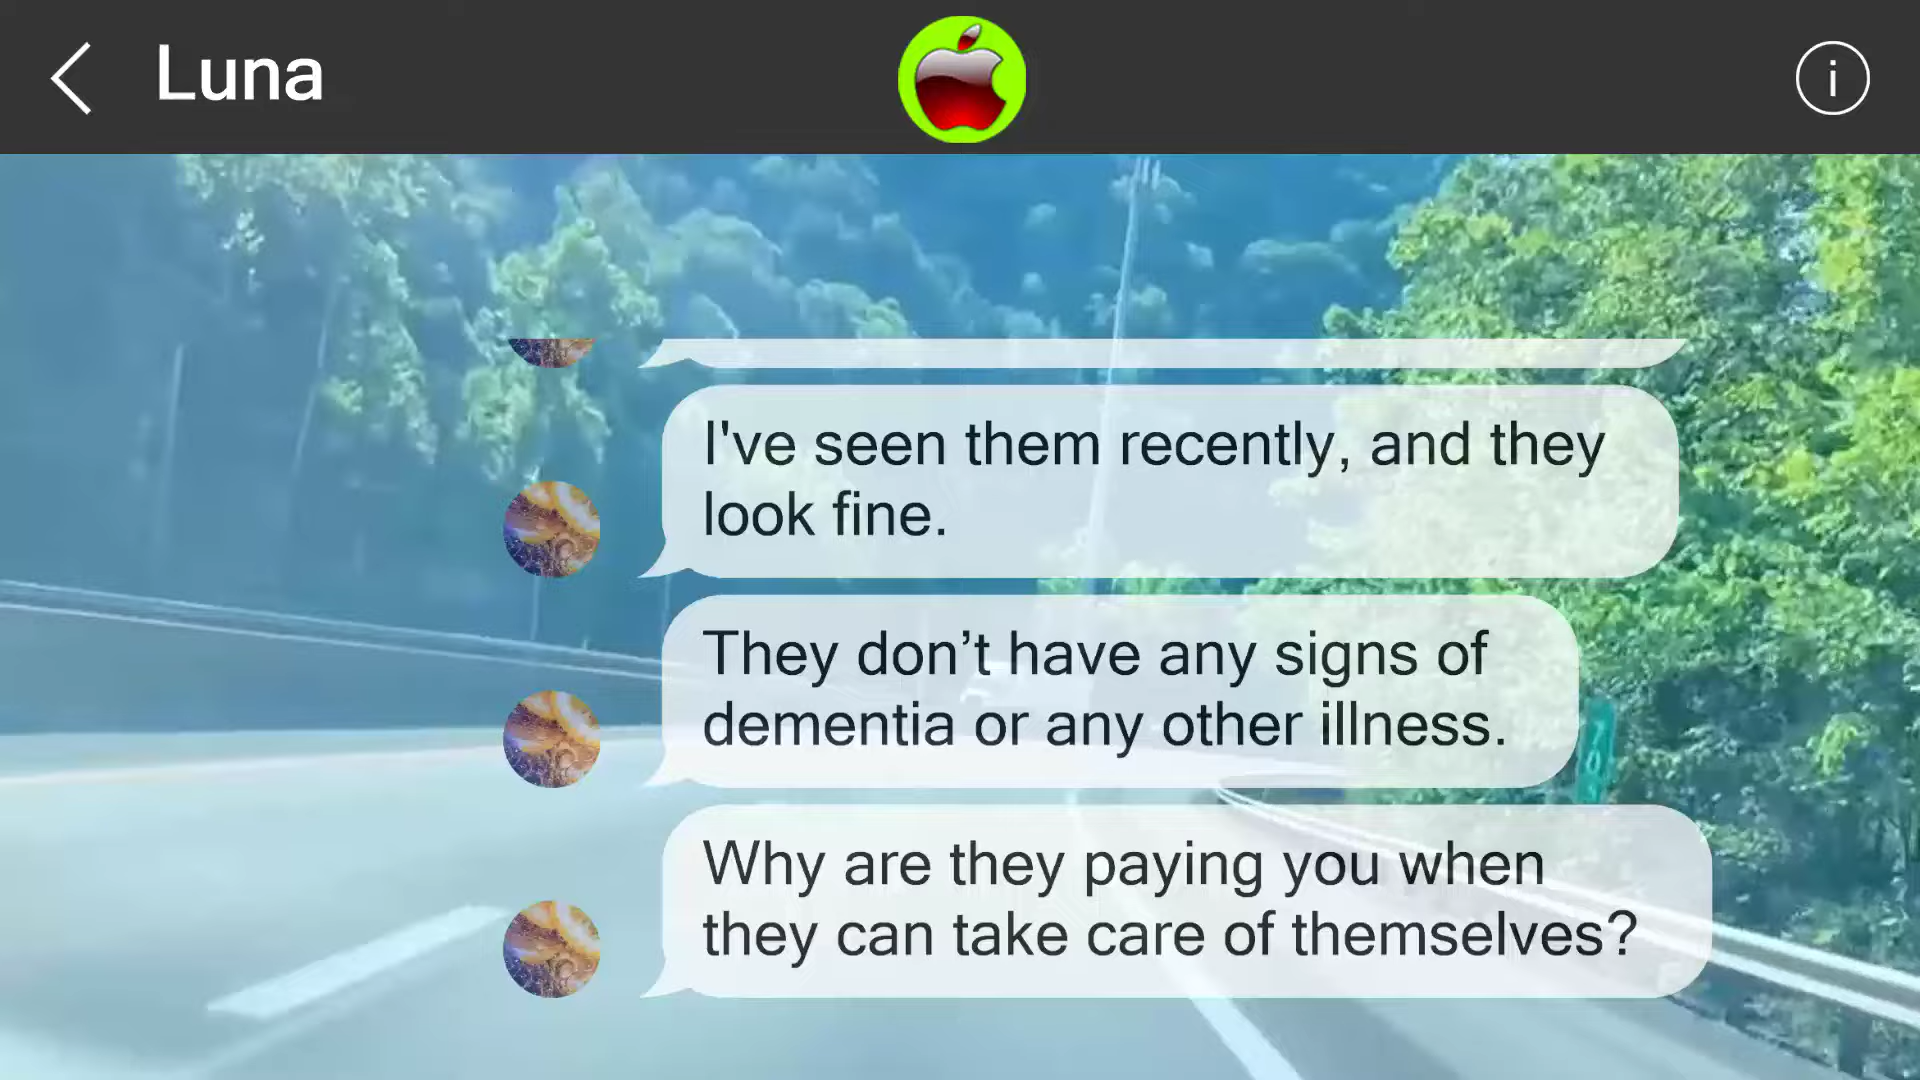 Luna
i
I've seen them recently, and they
look fine.
They don’t have any signs of
dementia or any other illness.
Why are they paying you when
they can take care of themselves?